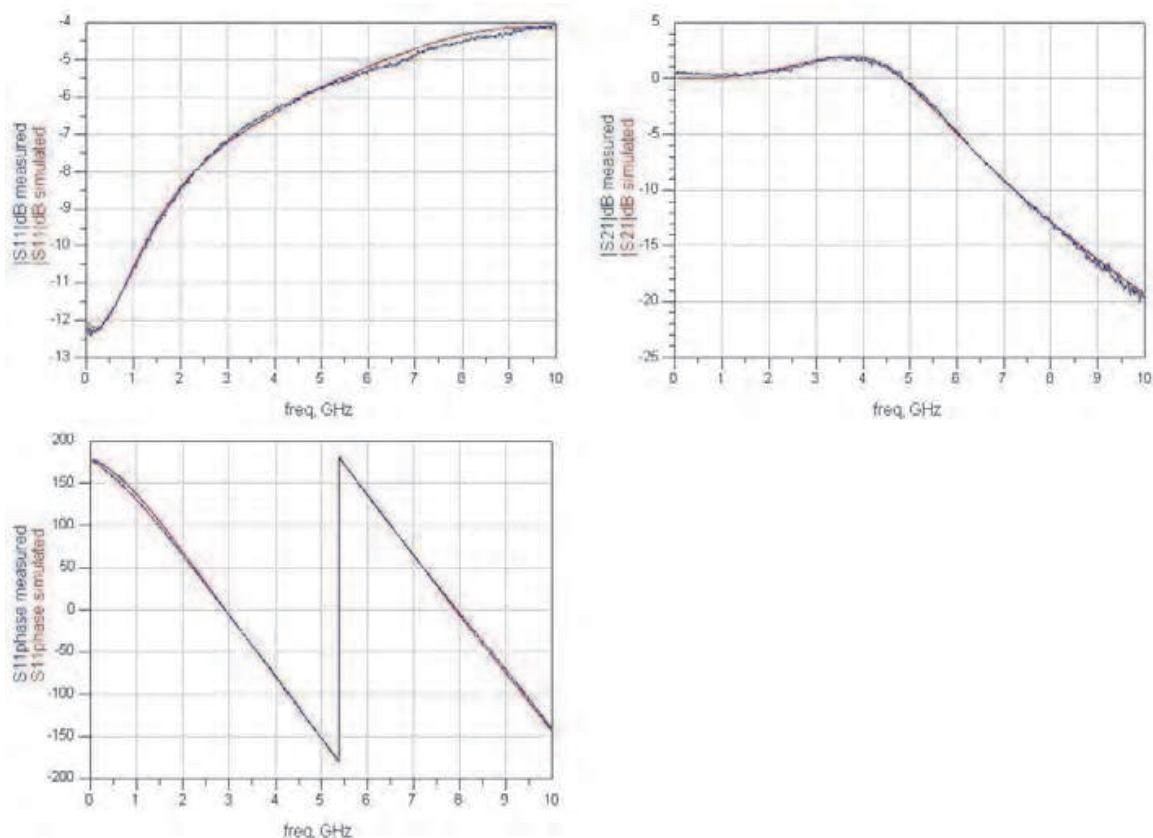 -4
-5
-6
-7
-8
-9
-10
-11
-12
-13
|S11|dB measured
|S11|dB simulated
0 1 2 3 4 5 6 7 8 9 10
freq, GHz
5
0
-5
-10
-15
-20
-25
|S21|dB measured
|S21|dB simulated
0 1 2 3 4 5 6 7 8 9 10
freq, GHz
200
150
100
50
0
-50
-100
-150
-200
S11phase measured
S11phase simulated
0 1 2 3 4 5 6 7 8 9 10
freq, GHz